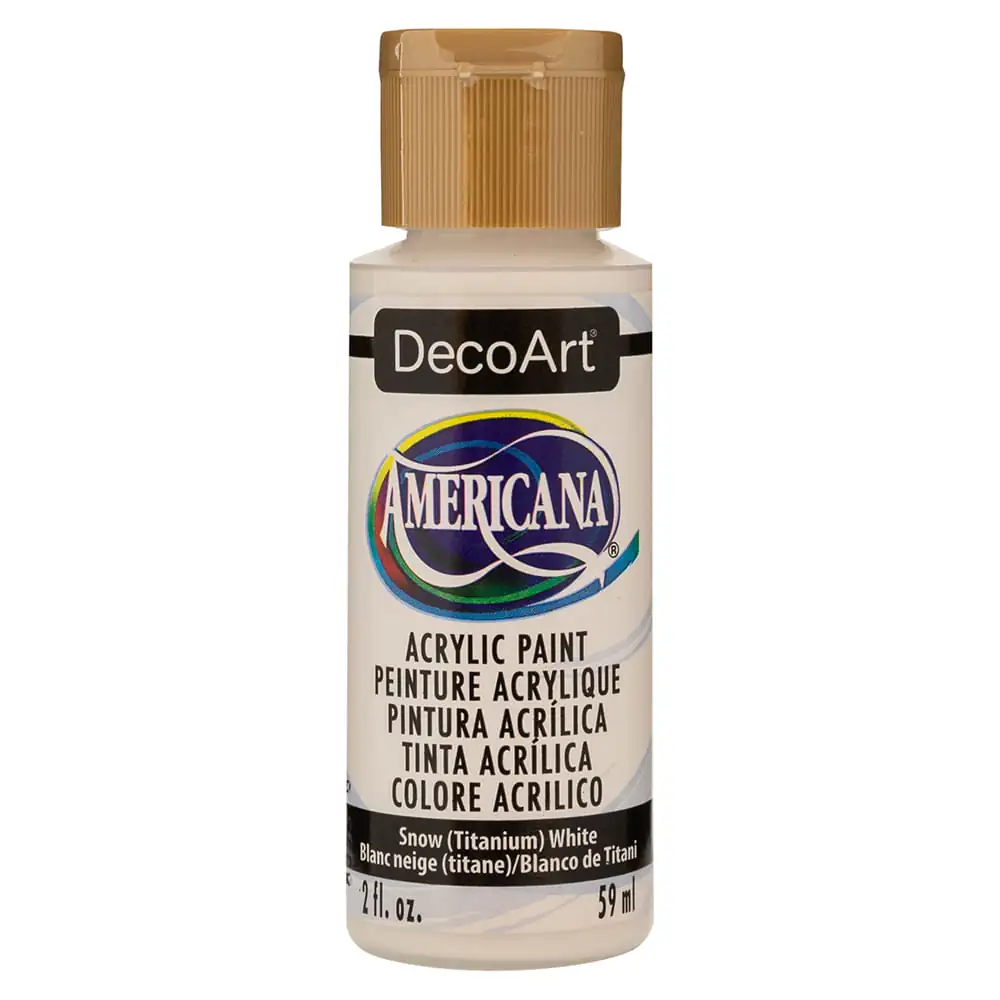 DecoArt®
AMERICANA®
ACRYLIC PAINT
PEINTURE ACRYLIQUE
PINTURA ACRÍLICA
TINTA ACRÍLICA
COLORE ACRILICO
Snow (Titanium) White
Blanc neige (titane)/Blanco de Titani
2 fl. oz. 59 ml